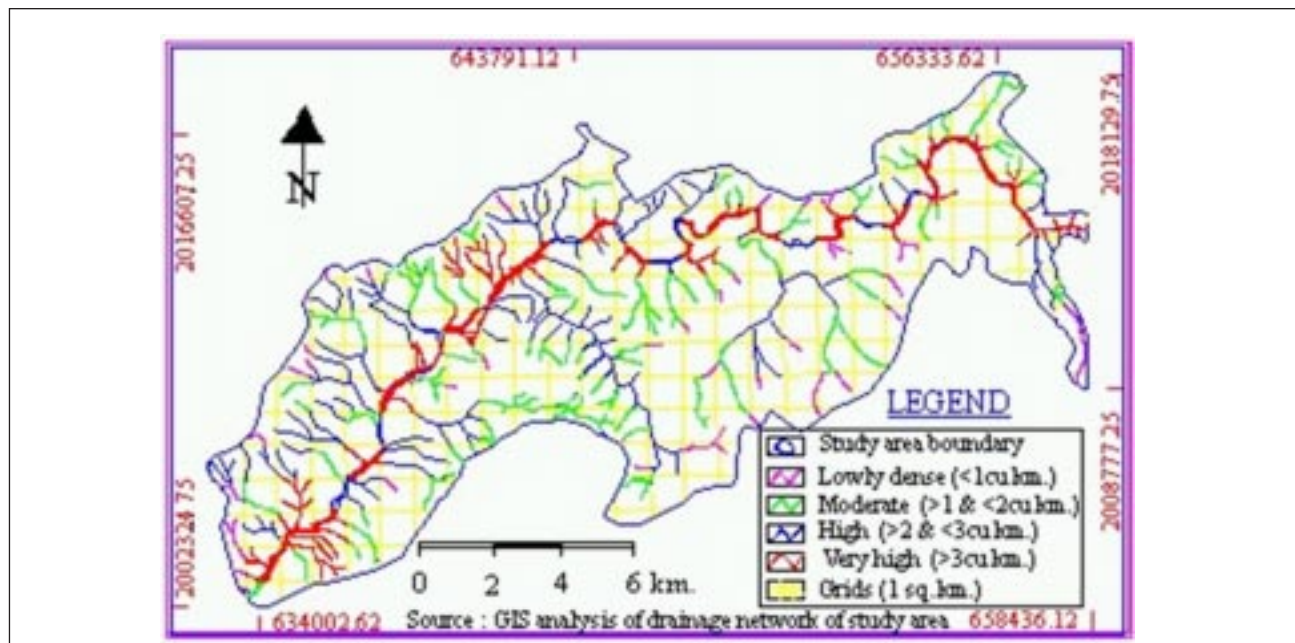 643791.12
656333.62
2018129.75
2016607.25
N
LEGEND
Study area boundary
Lowly dense (<1cu km.)
Moderate (>1 & <2cu km.)
High (>2 & <3cu km.)
Very high (>3cu km.)
Grids (1 sq. km.)
2008777.25
2002324.75
0 2 4 6 km.
634002.62
Source : GIS analysis of drainage network of study area
658436.12